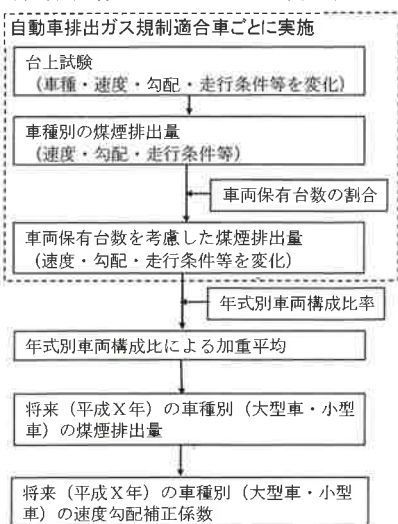 自動車排出ガス規制適合車ごとに実施
台上試験
（車種・速度・勾配・走行条件等を変化）
車種別の煤煙排出量
（速度・勾配・走行条件等）
車両保有台数の割合
車両保有台数を考慮した煤煙排出量
（速度・勾配・走行条件等を変化）
年式別車両構成比率
年式別車両構成比による加重平均
将来（平成X年）の車種別（大型車・小型
車）の煤煙排出量
将来（平成X年）の車種別（大型車・小型
車）の速度勾配補正係数